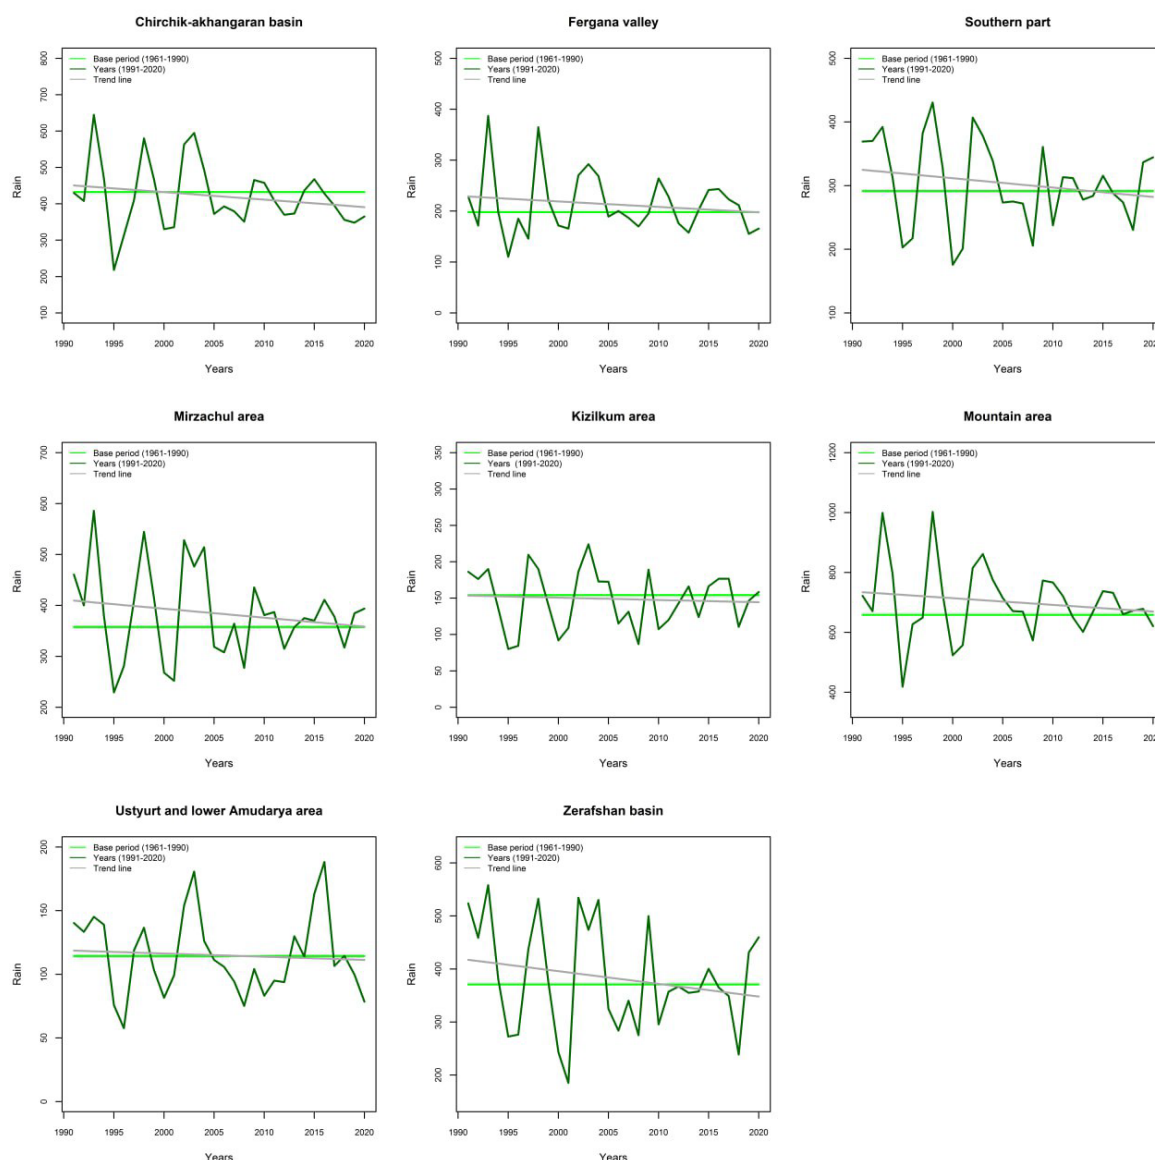 Chirchik-akhangaran basin
Base period (1961-1990)
Years (1991-2020)
Trend line
800
700
600
500
400
300
200
100
Rain
1990 1995 2000 2005 2010 2015 2020
Years
Fergana valley
Base period (1961-1990)
Years (1991-2020)
Trend line
500
400
300
200
100
0
Rain
1990 1995 2000 2005 2010 2015 2020
Years
Southern part
Base period (1961-1990)
Years (1991-2020)
Trend line
500
400
300
200
100
Rain
1990 1995 2000 2005 2010 2015
Years
Mirzachul area
Base period (1961-1990)
Years (1991-2020)
Trend line
700
600
500
400
300
200
Rain
1990 1995 2000 2005 2010 2015 2020
Years
Kizilkum area
Base period (1961-1990)
Years (1991-2020)
Trend line
350
300
250
200
150
100
50
0
Rain
1990 1995 2000 2005 2010 2015 2020
Years
Mountain area
Base period (1961-1990)
Years (1991-2020)
Trend line
1200
1000
800
600
400
Rain
1990 1995 2000 2005 2010 2015
Years
Ustyurt and lower Amudarya area
Base period (1961-1990)
Years (1991-2020)
Trend line
200
150
100
50
0
Rain
1990 1995 2000 2005 2010 2015 2020
Years
Zerafshan basin
Base period (1961-1990)
Years (1991-2020)
Trend line
600
500
400
300
200
Rain
1990 1995 2000 2005 2010 2015 2020
Years